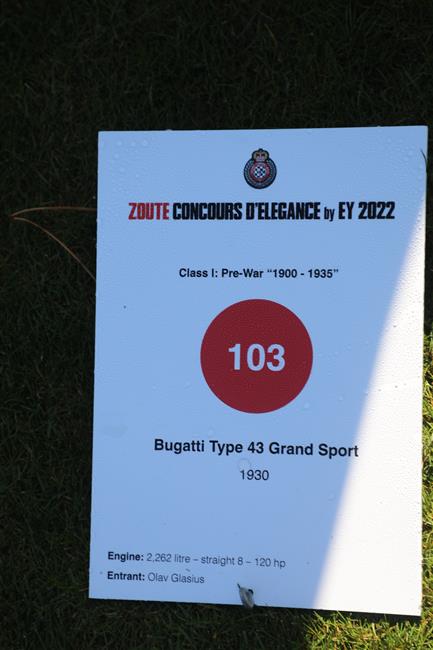 ZOUTE CONCOURS D'ELEGANCE by EY 2022
Class I: Pre-War “1900 - 1935”
103
Bugatti Type 43 Grand Sport
1930
Engine: 2,262 litre – straight 8 – 120 hp
Entrant: Olav Glasius